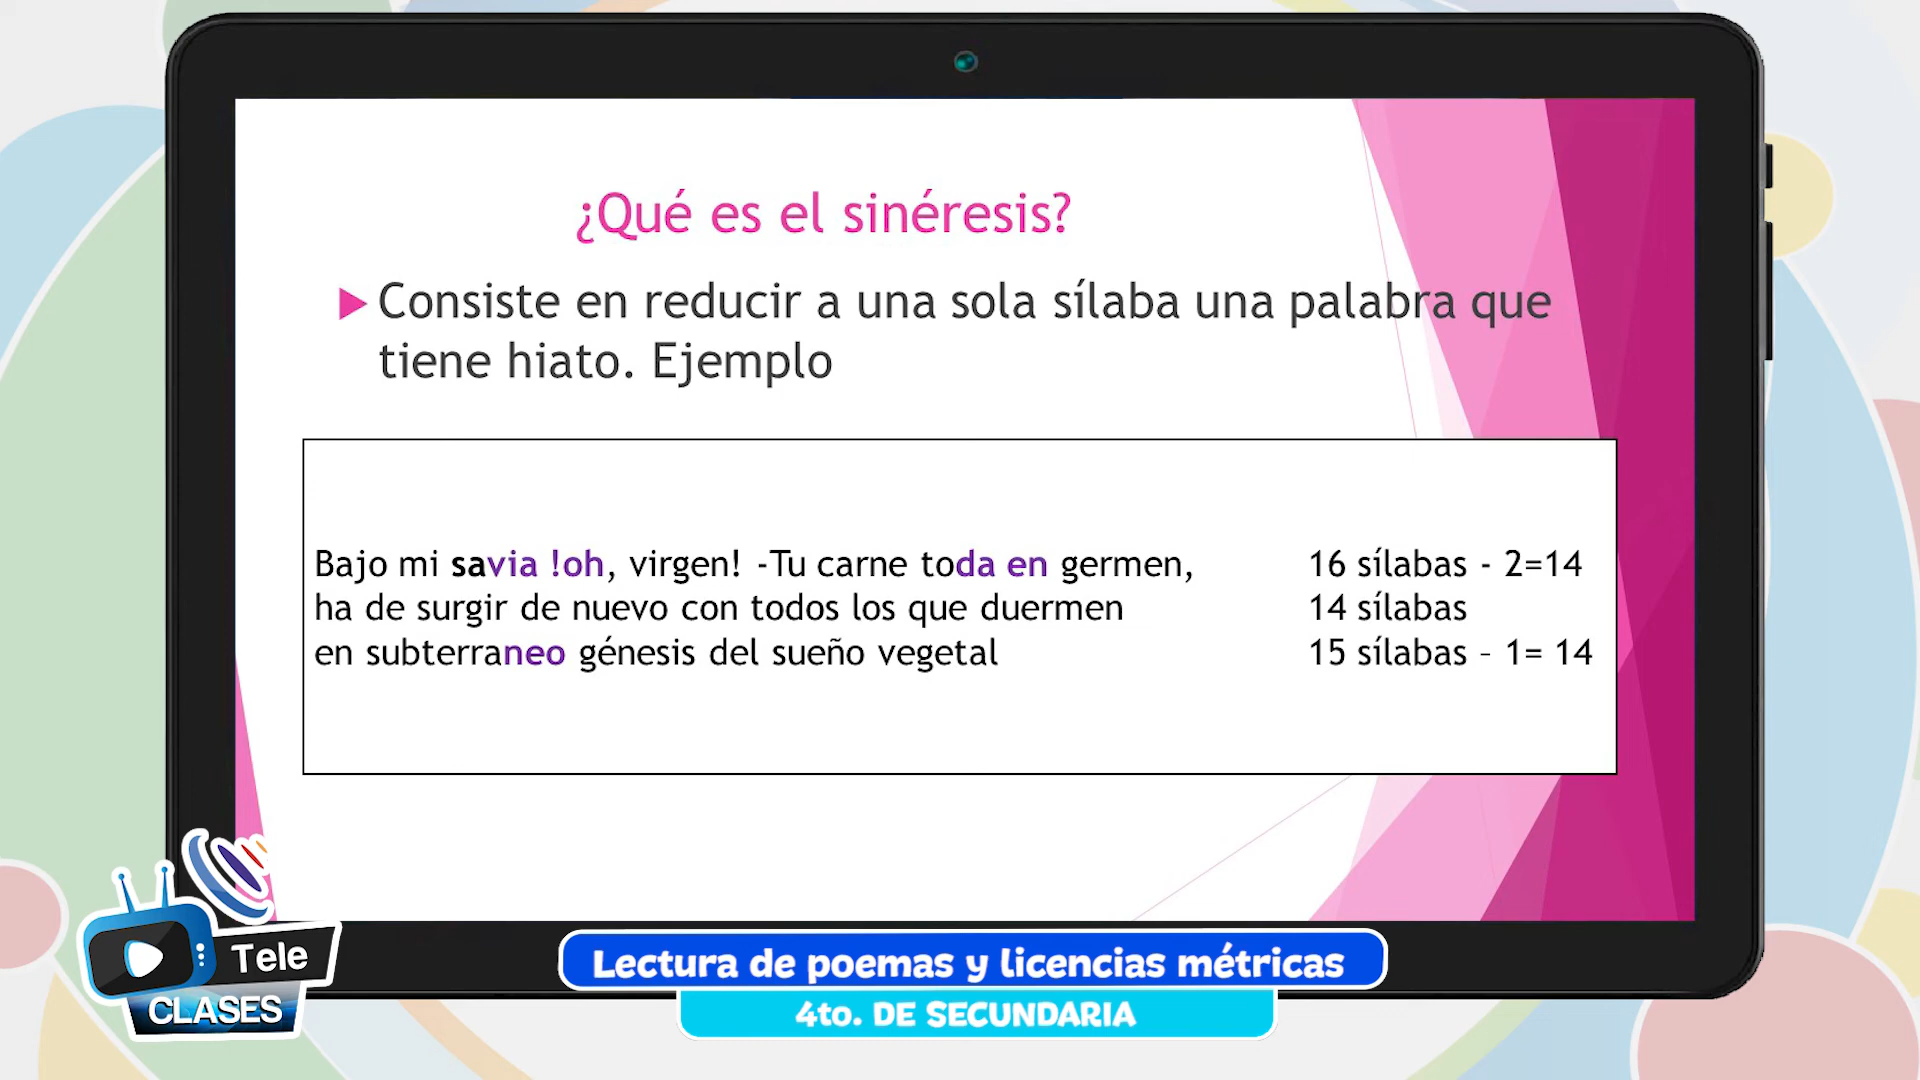 ¿Qué es el sinéresis?
Consiste en reducir a una sola sílaba una palabra que
tiene hiato. Ejemplo
Bajo mi savia !oh, virgen! -Tu carne toda en germen, 16 sílabas - 2=14
ha de surgir de nuevo con todos los que duermen 14 sílabas
en subterraneo génesis del sueño vegetal 15 sílabas – 1= 14
Tele
CLASES
Lectura de poemas y licencias métricas
4to. DE SECUNDARIA